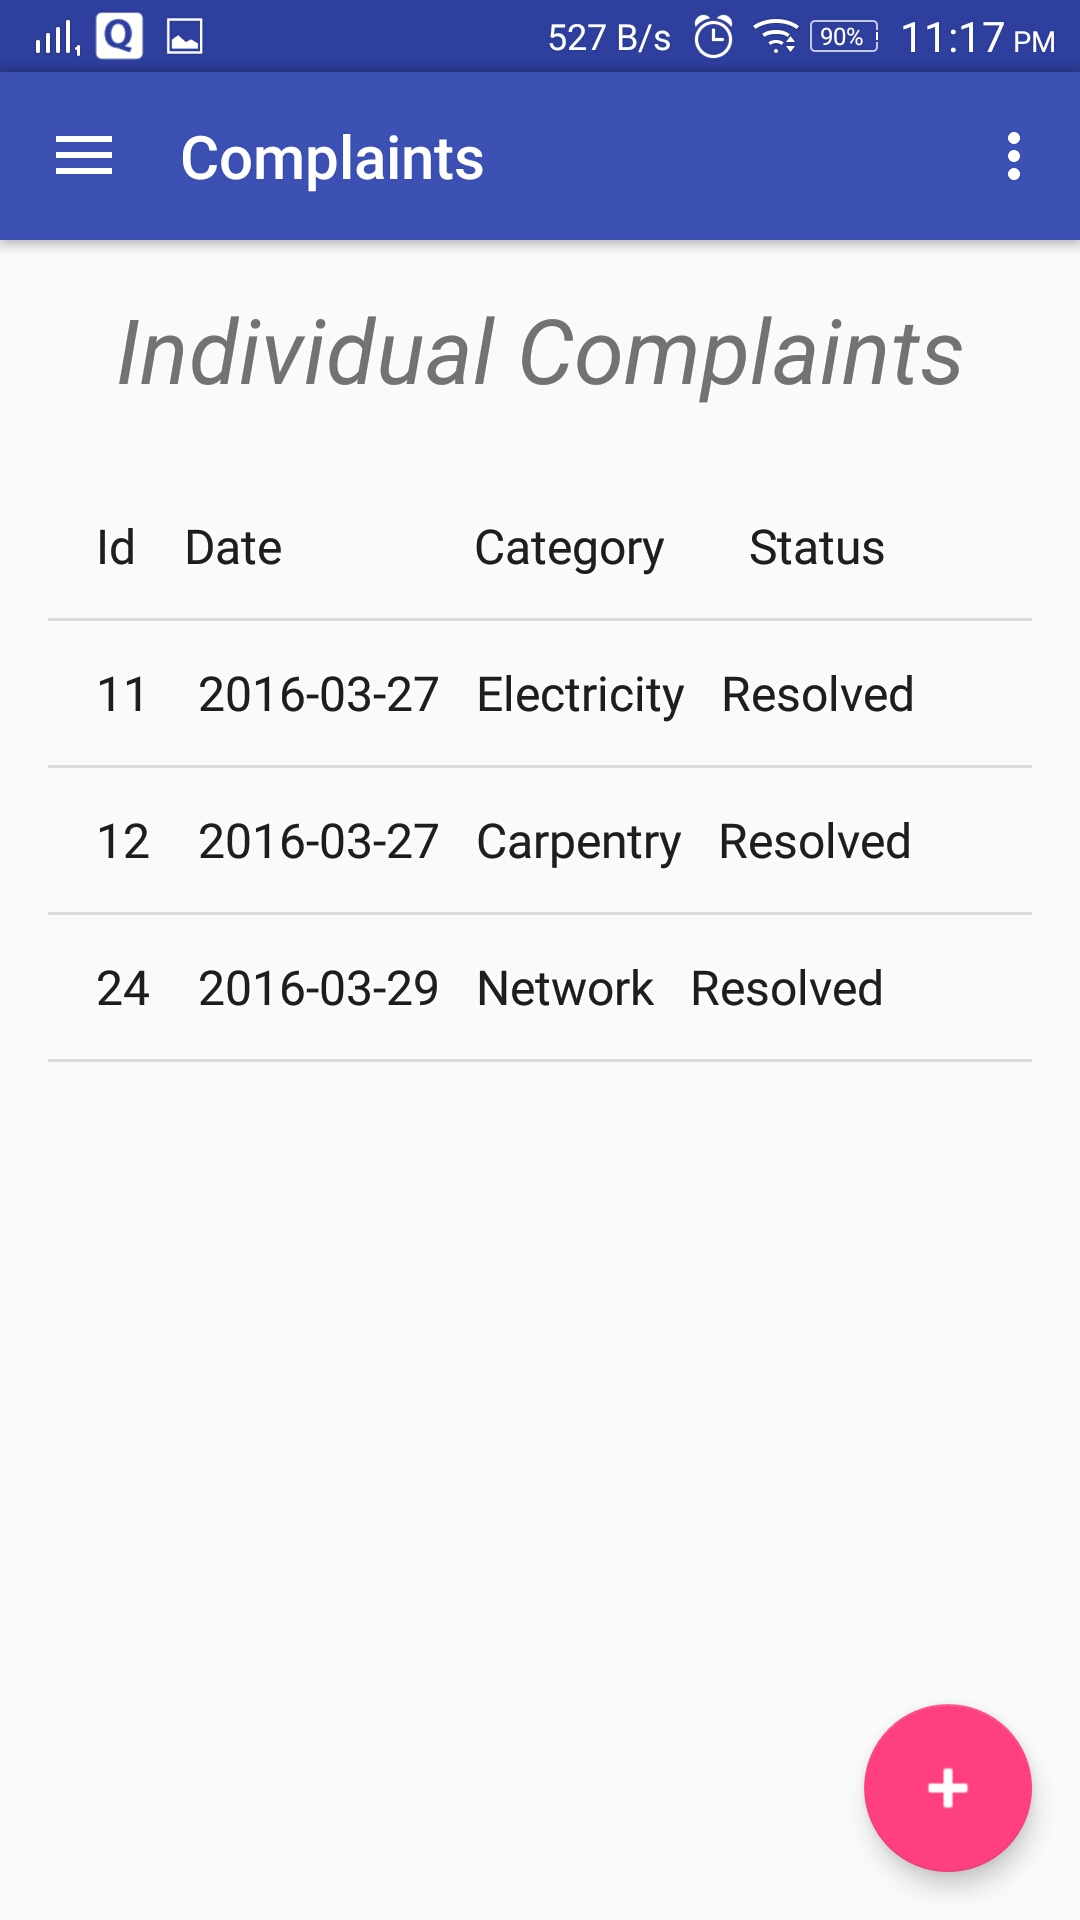 Q 527 B/s 90% 11:17 PM
Complaints
Individual Complaints
Id Date Category Status
11 2016-03-27 Electricity Resolved
12 2016-03-27 Carpentry Resolved
24 2016-03-29 Network Resolved
+